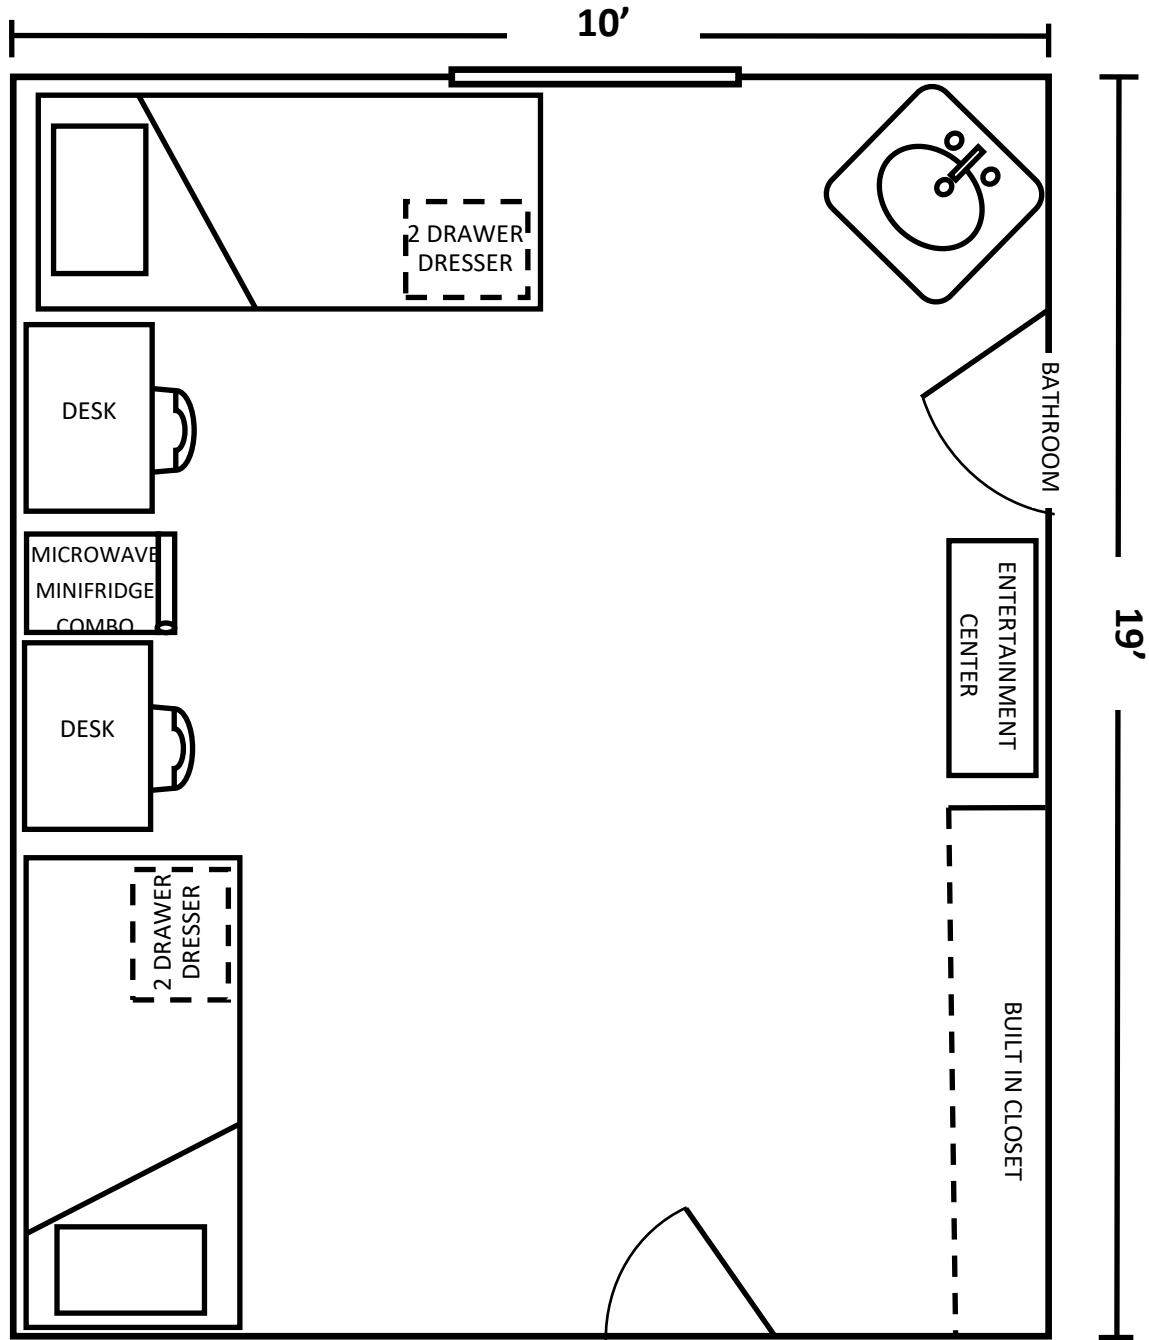 10’
2 DRAWER
DRESSER
DESK
BATHROOM
MICROWAVE
MINIFRIDGE
COMBO
ENTERTAINMENT
CENTER
19’
DESK
2 DRAWER
DRESSER
BUILT IN CLOSET